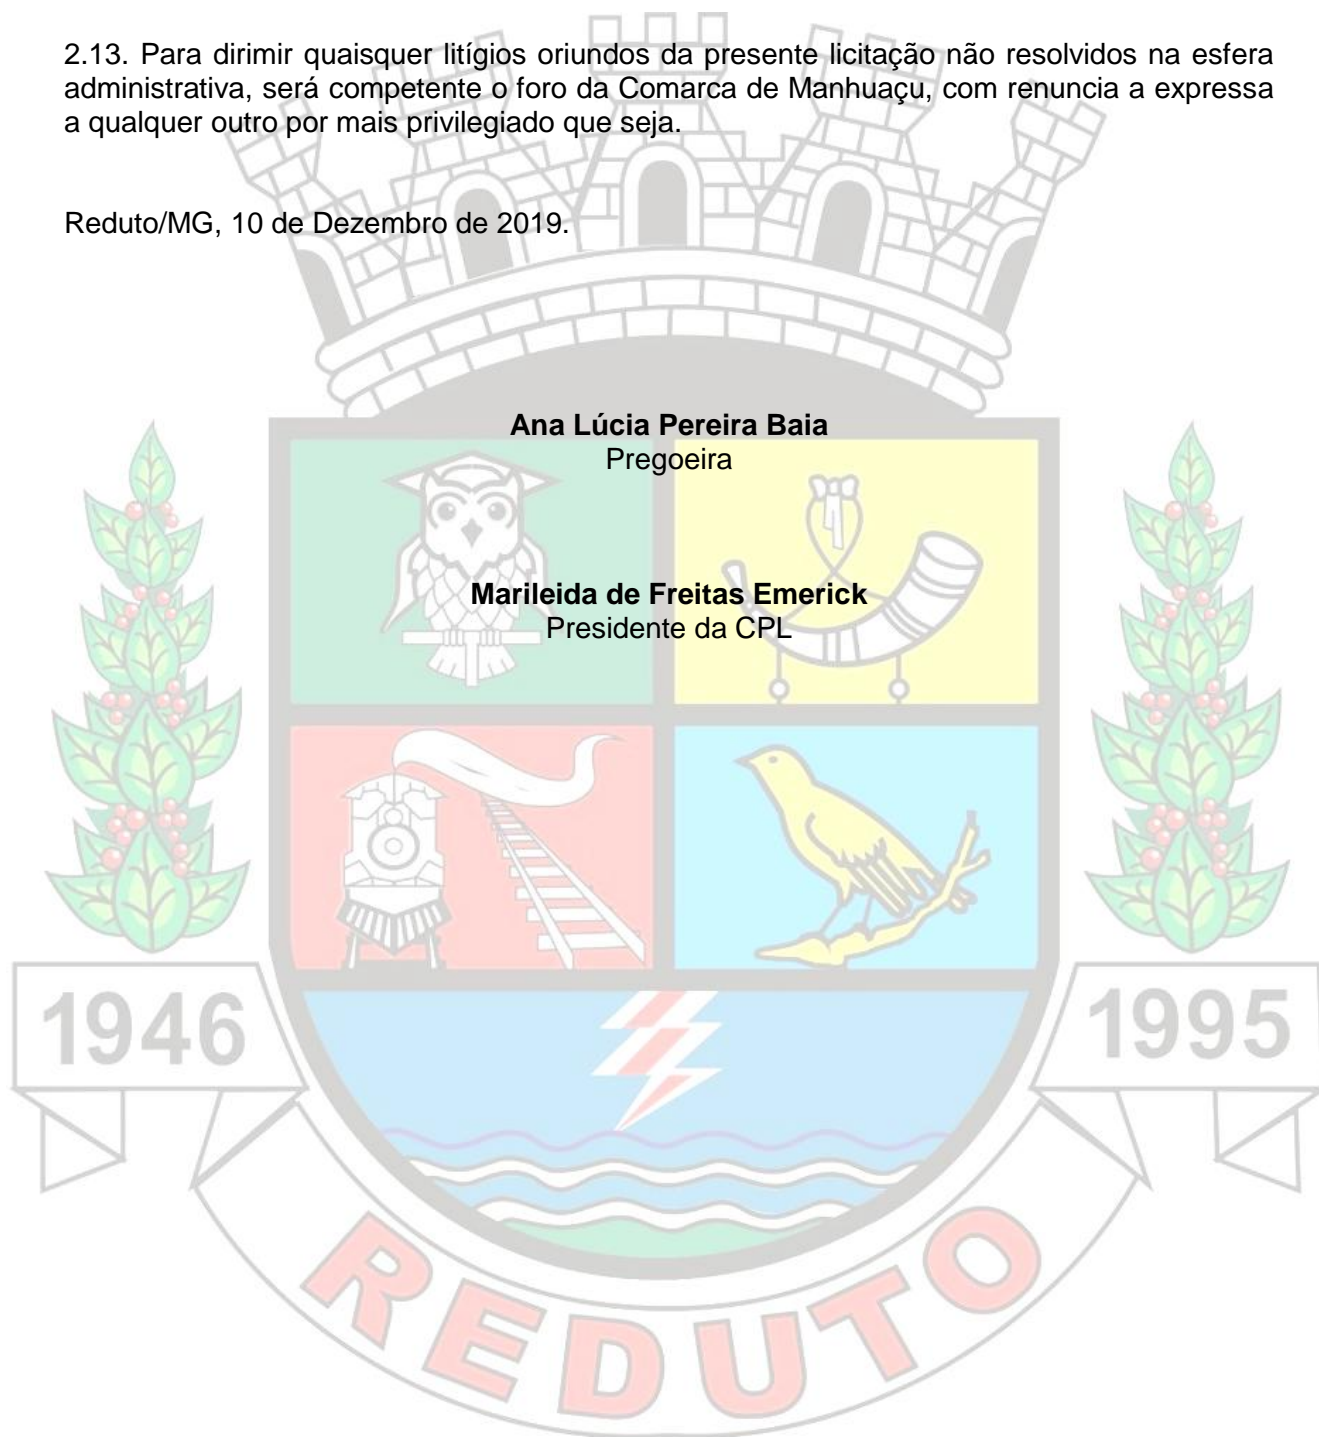 2.13. Para dirimir quaisquer litígios oriundos da presente licitação não resolvidos na esfera
administrativa, será competente o foro da Comarca de Manhuaçu, com renuncia a expressa
a qualquer outro por mais privilegiado que seja.
Reduto/MG, 10 de Dezembro de 2019.
Ana Lúcia Pereira Baia
Pregoeira
Marileida de Freitas Emerick
Presidente da CPL
1946
1995
REDUTO